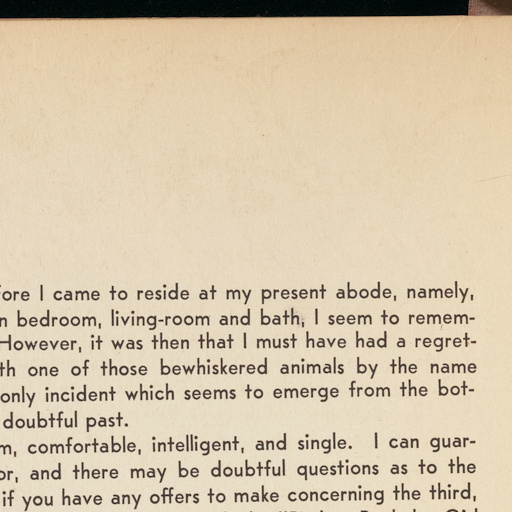 fore I came to reside at my present abode, namely,
n bedroom, living-room and bath, I seem to remem-
However, it was then that I must have had a regret-
th one of those bewhiskered animals by the name
only incident which seems to emerge from the bot-
doubtful past.
m, comfortable, intelligent, and single. I can guar-
or, and there may be doubtful questions as to the
if you have any offers to make concerning the third,